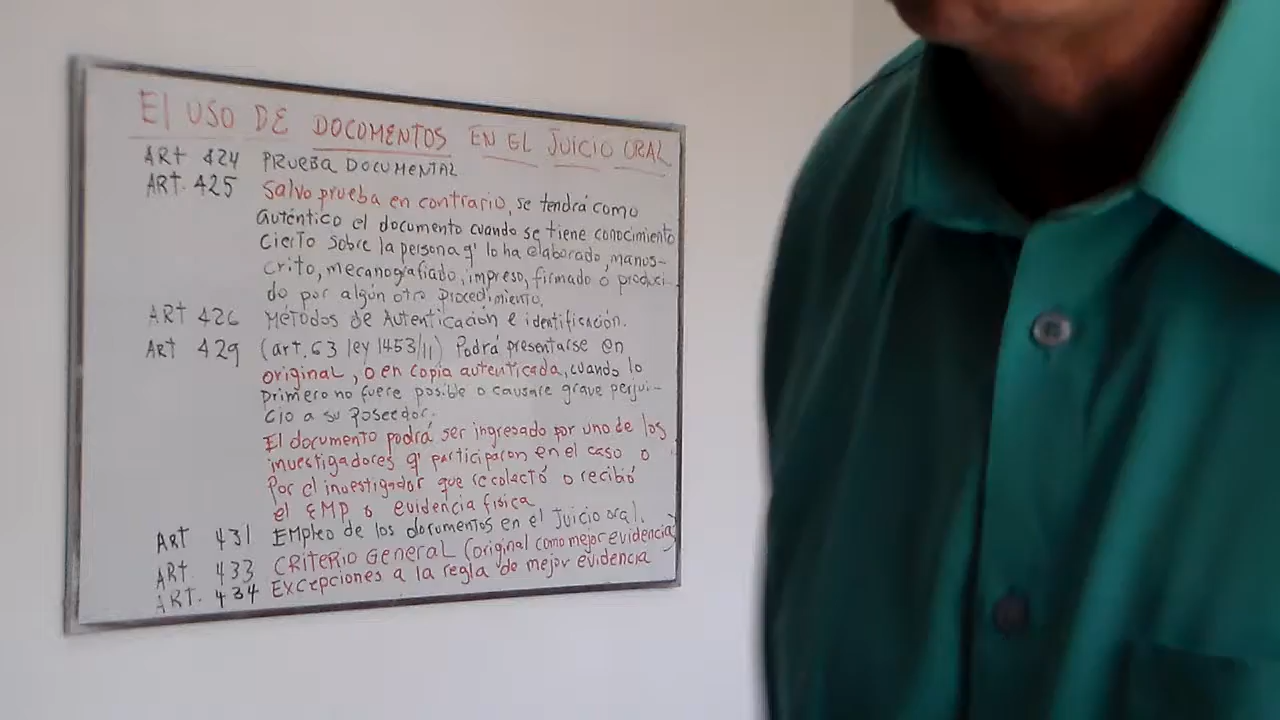 El USO DE DOCOMENTOS EN EL JUICIO ORAL
ARt 424 PRUEBA DOCUMENTAL
ARt. 425 Salvo prueba en contrario, se tendrá como
auténtico el documento cuando se tiene conocimiento
cierto sobre la persona q' lo ha elaborado, manus-
crito, mecanografiado, impreso, firmado o produci-
do por algún otro procedimiento.
ARt 426 Métodos de Autenticación e identificación.
ARt 429 (art. 63 ley 1453/11) Podrá presentarse en
original, o en copia autenticada, cuando lo
primero no fuere posible o causare grave perjui-
cio a su Poseedor.
El documento podrá ser ingresado por uno de los
investigadores q' participaron en el caso o
Por el investigador que recolectó o recibió
el EMP o evidencia física
ARt 431 EMPleo de los documentos en el Juicio oral.
ARt. 433 CRiteRio GeneRaL (original como mejor evidencia)
ARt. 434 Excepciones a la regla de mejor evidencia